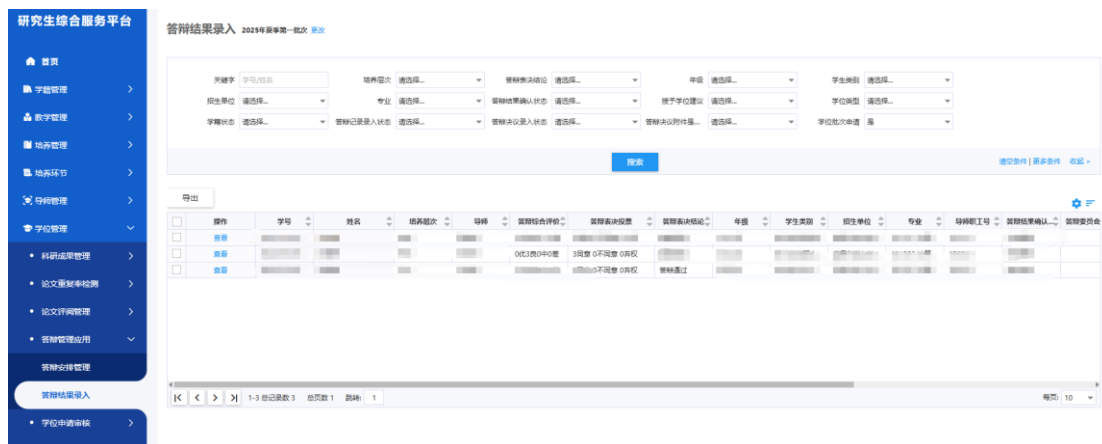 研究生综合服务平台
首页
学籍管理
教学管理
培养管理
培养环节
导师管理
学位管理
科研成果管理
论文重复率检测
论文评阅管理
答辩管理应用
答辩安排管理
答辩结果录入
学位申请审核
答辩结果录入 2025年夏季第一批次 更改
关键字 学号/姓名 培养层次 请选择... 答辩表决结论 请选择... 年级 请选择... 学生类别 请选择...
招生单位 请选择... 专业 请选择... 答辩结果确认状态 请选择... 授予学位建议 请选择... 学位类型 请选择...
学籍状态 请选择... 答辩记录录入状态 请选择... 答辩决议录入状态 请选择... 答辩决议附件是... 请选择... 学位批次申请 是
搜索 清空条件 | 更多条件 收起
导出
操作 学号 姓名 培养层次 导师 答辩综合评价 答辩表决投票 答辩表决结论 年级 学生类别 招生单位 专业 导师职工号 答辩结果确认... 答辩委员会
查看
查看 0优3良0中0差 3同意 0不同意 0弃权
查看 0不同意 0弃权 答辩通过
1-3 总记录数 3 总页数 1 跳转: 1 每页: 10